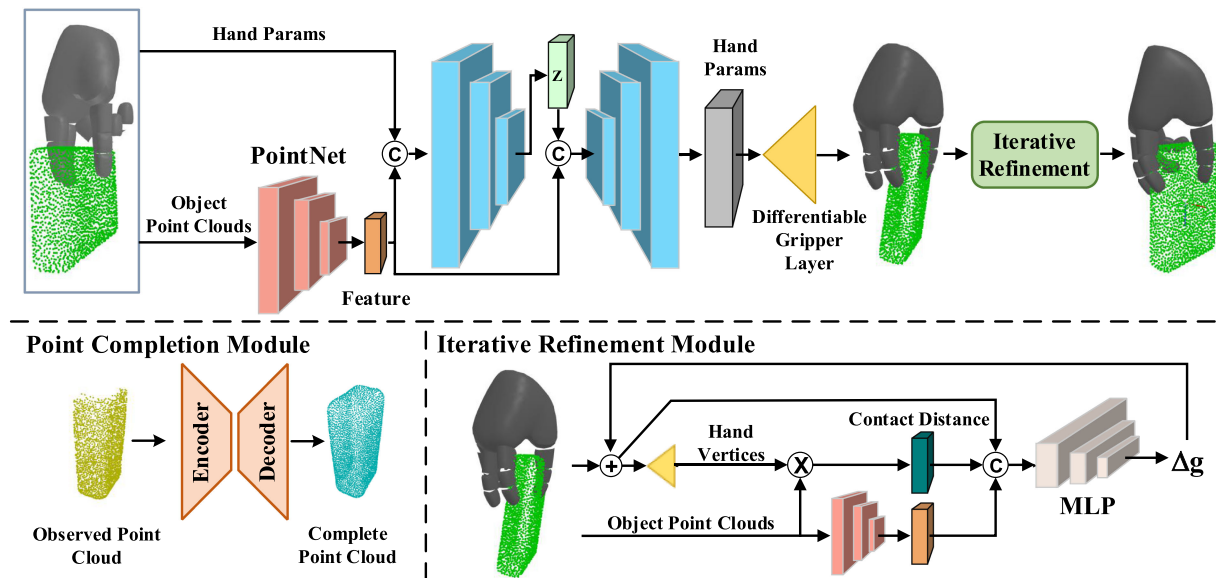 Hand Params
PointNet
Object
Point Clouds
Feature
C
z
C
Hand
Params
Differentiable
Gripper
Layer
Iterative
Refinement
Point Completion Module
Encoder
Decoder
Observed Point
Cloud
Complete
Point Cloud
Iterative Refinement Module
+
Hand
Vertices
X
Contact Distance
C
Object Point Clouds
MLP
Δg